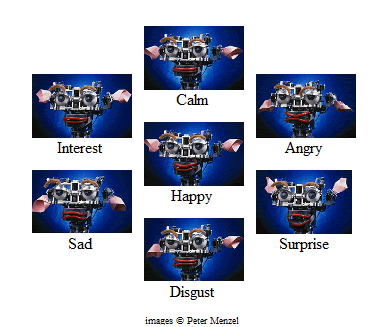 Calm
Interest
Angry
Happy
Sad
Surprise
Disgust
images © Peter Menzel